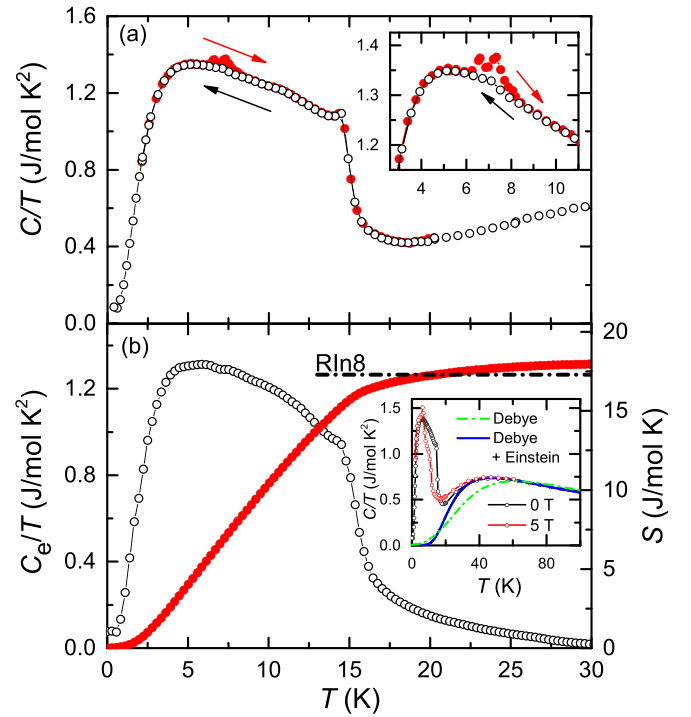 (a)
1.6
1.2
0.8
0.4
0.0
C/T (J/mol K²)
1.4
1.3
1.2
4 6 8 10
(b)
1.2
0.8
0.4
0.0
Cₑ/T (J/mol K²)
RIn8
20
15
10
5
0
S (J/mol K)
1.5
1.0
0.5
0.0
C/T (J/mol K²)
Debye
Debye
+ Einstein
0 T
5 T
0 40 80
T (K)
0 5 10 15 20 25 30
T (K)